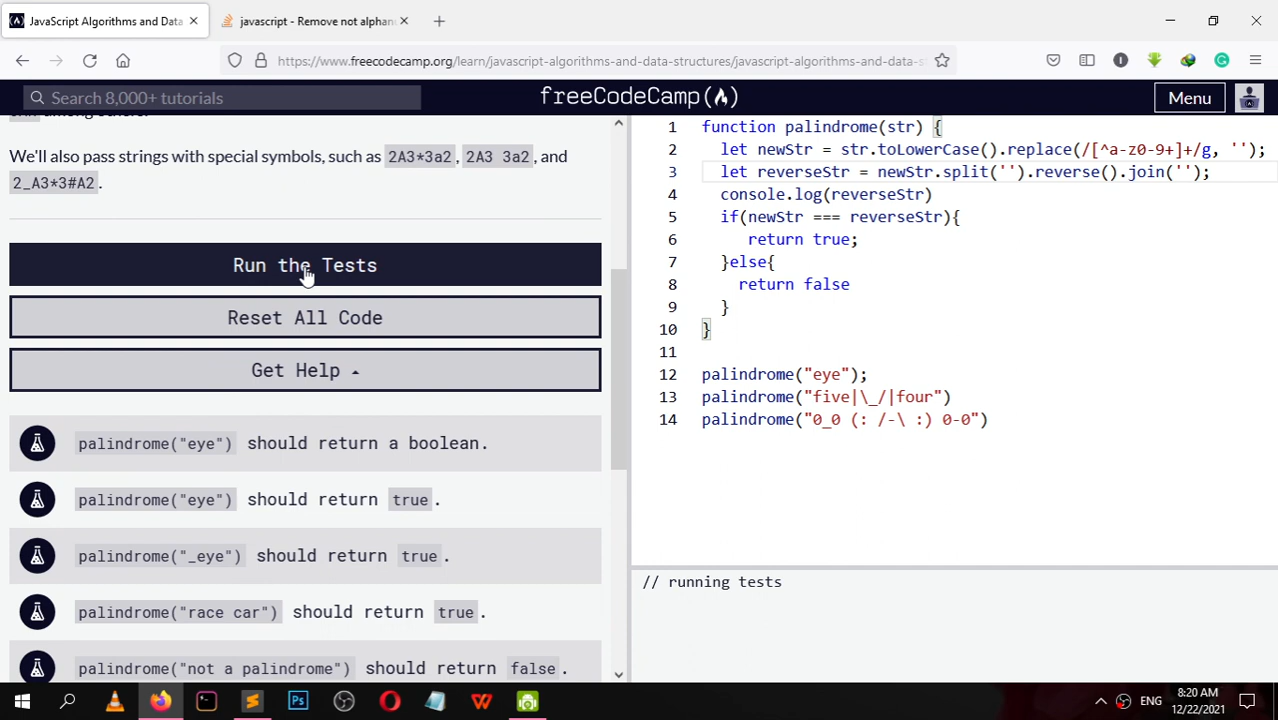 JavaScript Algorithms and Data
javascript - Remove not alphan
https://www.freecodecamp.org/learn/javascript-algorithms-and-data-structures/javascript-algorithms-and-data-s
Search 8,000+ tutorials
freeCodeCamp
Menu
among others.
We'll also pass strings with special symbols, such as 2A3*3a2, 2A3 3a2, and
2_A3*3#A2.
Run the Tests
Reset All Code
Get Help
palindrome("eye") should return a boolean.
palindrome("eye") should return true.
palindrome("_eye") should return true.
palindrome("race car") should return true.
palindrome("not a palindrome") should return false.
1 function palindrome(str) {
2 let newStr = str.toLowerCase().replace(/[^a-z0-9+]+/g, '');
3 let reverseStr = newStr.split('').reverse().join('');
4 console.log(reverseStr)
5 if(newStr === reverseStr){
6 return true;
7 }else{
8 return false
9 }
10 }
11
12 palindrome("eye");
13 palindrome("five|\_/|four")
14 palindrome("0_0 (: /-\ :) 0-0")
// running tests
ENG
8:20 AM
12/22/2021